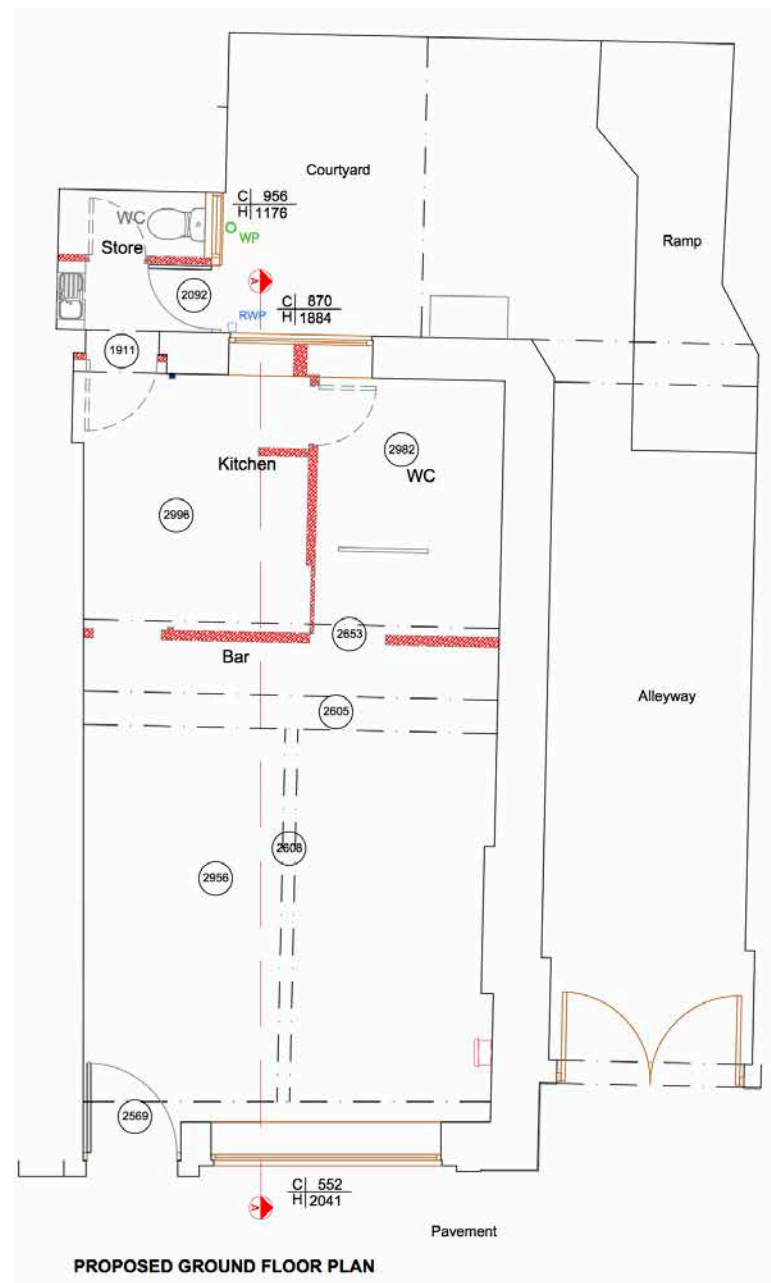 Courtyard
C 956
H 1176
WC
WP
Store
Ramp
2092
C 870
H 1884
RWP
1911
2982
Kitchen
WC
2996
2653
Bar
Alleyway
2605
2608
2956
2569
C 552
H 2041
A
A
Pavement
PROPOSED GROUND FLOOR PLAN